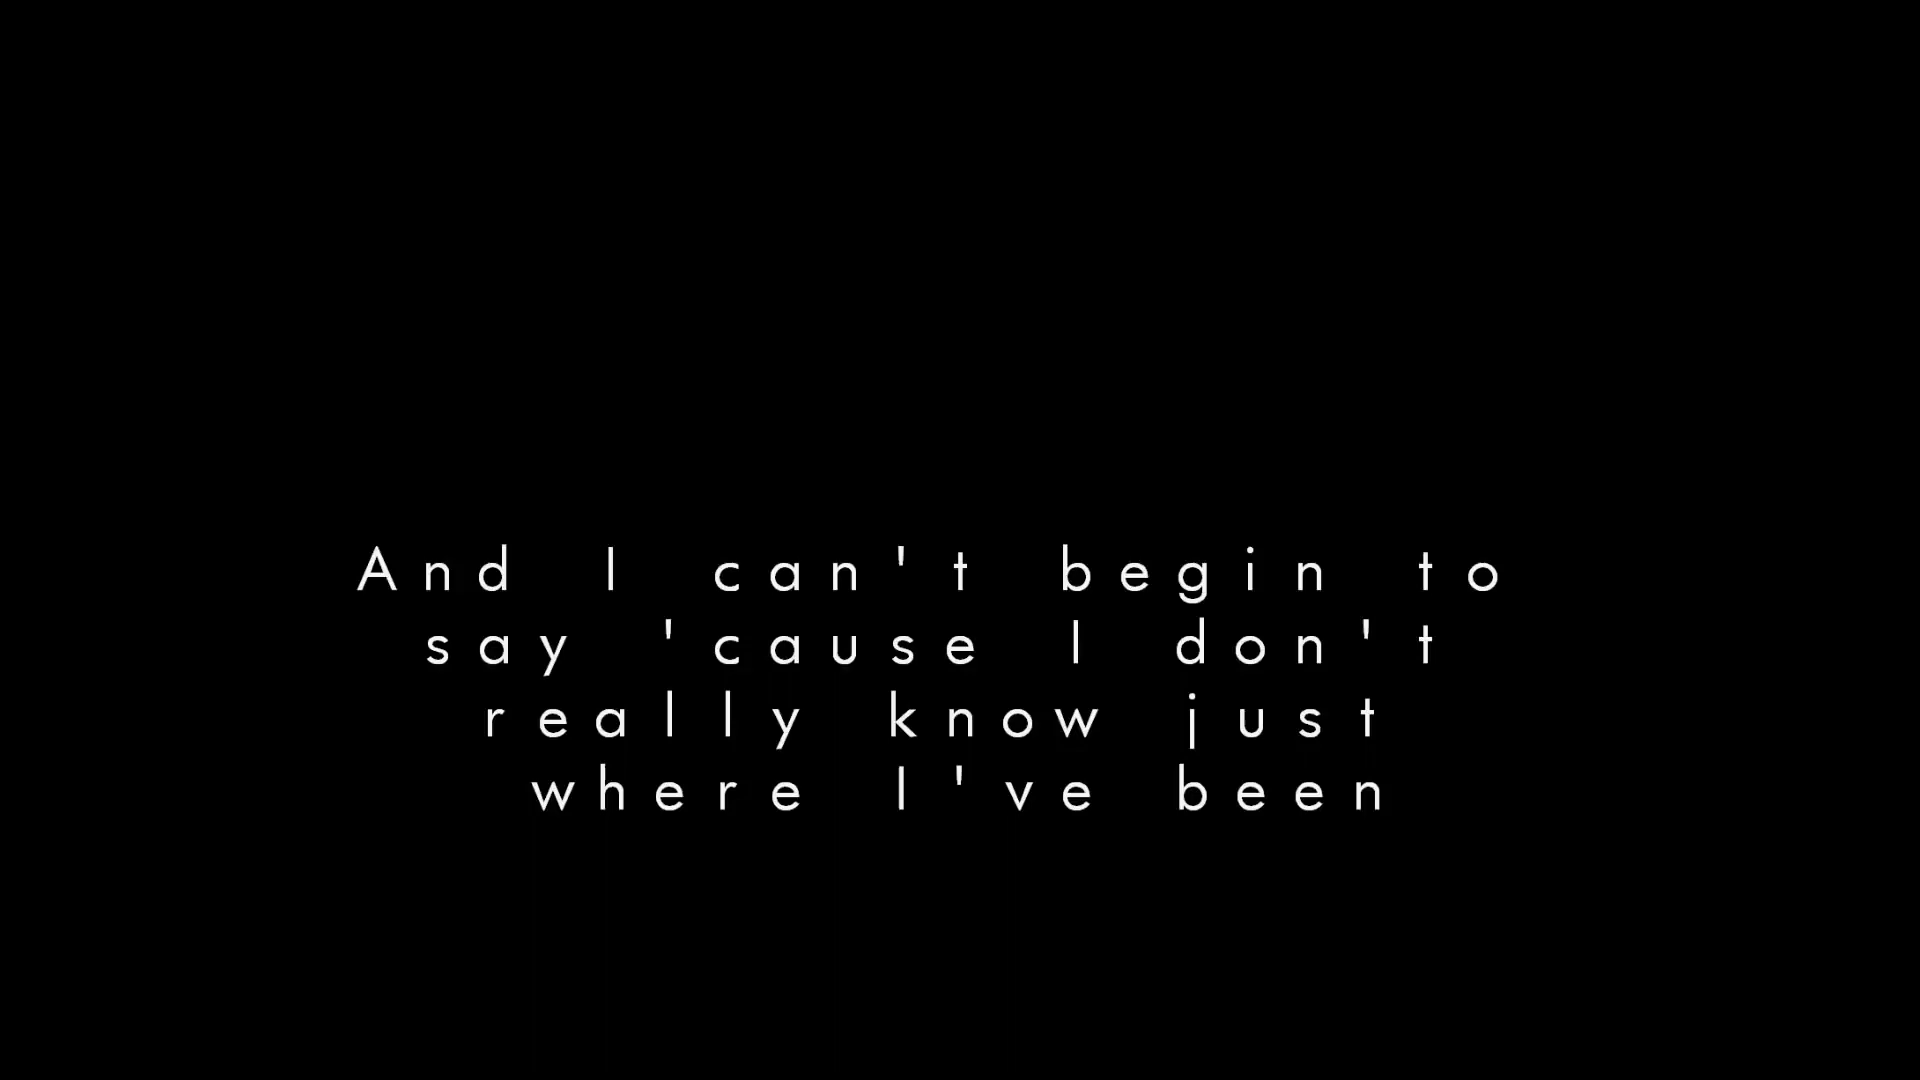 And I can't begin to
say 'cause I don't
really know just
where I've been